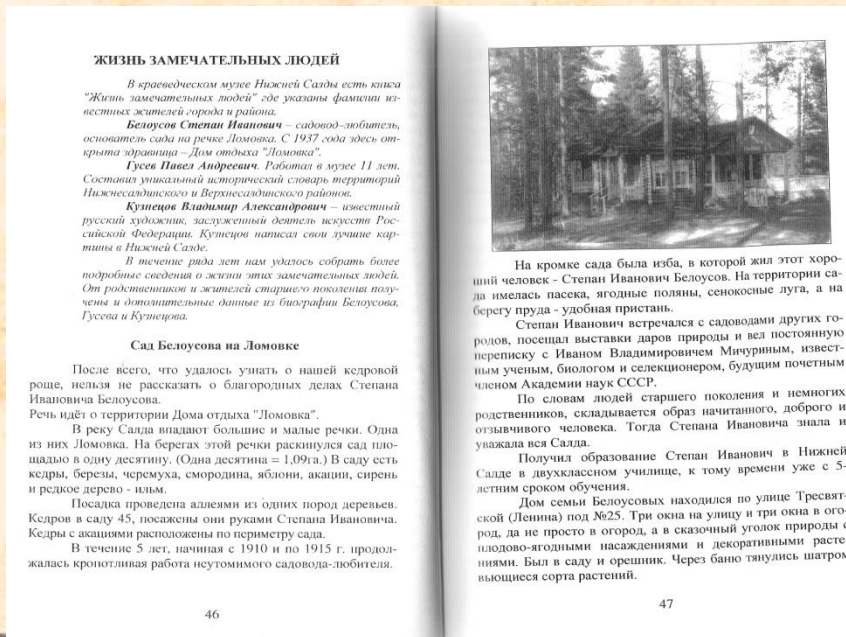 ЖИЗНЬ ЗАМЕЧАТЕЛЬНЫХ ЛЮДЕЙ
В краеведческом музее Нижней Салды есть книга
"Жизнь замечательных людей" где указаны фамилии из-
вестных жителей города и района.
Белоусов Степан Иванович – садовод–любитель,
основатель сада на речке Ломовка. С 1937 года здесь от-
крыта здравница – Дом отдыха "Ломовка".
Гусев Павел Андреевич. Работал в музее 11 лет.
Составил уникальный исторический словарь территорий
Нижнесалдинского и Верхнесалдинского районов.
Кузнецов Владимир Александрович – известный
русский художник, заслуженный деятель искусств Рос-
сийской Федерации. Кузнецов написал свои лучшие кар-
тины в Нижней Салде.
В течение ряда лет нам удалось собрать более
подробные сведения о жизни этих замечательных людей.
От родственников и жителей старшего поколения полу-
чены и дополнительные данные из биографии Белоусова,
Гусева и Кузнецова.
Сад Белоусова на Ломовке
После всего, что удалось узнать о нашей кедровой
роще, нельзя не рассказать о благородных делах Степана
Ивановича Белоусова.
Речь идёт о территории Дома отдыха "Ломовка".
В реку Салда впадают большие и малые речки. Одна
из них Ломовка. На берегах этой речки раскинулся сад пло-
щадью в одну десятину. (Одна десятина = 1,09га.) В саду есть
кедры, березы, черемуха, смородина, яблони, акации, сирень
и редкое дерево - ильм.
Посадка проведена аллеями из одних пород деревьев.
Кедров в саду 45, посажены они руками Степана Ивановича.
Кедры с акациями расположены по периметру сада.
В течение 5 лет, начиная с 1910 и по 1915 г. продол-
жалась кропотливая работа неутомимого садовода-любителя.
46
На кромке сада была изба, в которой жил этот хоро-
ший человек - Степан Иванович Белоусов. На территории са-
да имелась пасека, ягодные поляны, сенокосные луга, а на
берегу пруда - удобная пристань.
Степан Иванович встречался с садоводами других го-
родов, посещал выставки даров природы и вел постоянную
переписку с Иваном Владимировичем Мичуриным, извест-
ным ученым, биологом и селекционером, будущим почетным
членом Академии наук СССР.
По словам людей старшего поколения и немногих
родственников, складывается образ начитанного, доброго и
отзывчивого человека. Тогда Степана Ивановича знала и
уважала вся Салда.
Получил образование Степан Иванович в Нижней
Салде в двухклассном училище, к тому времени уже с 5-
летним сроком обучения.
Дом семьи Белоусовых находился по улице Тресвят-
ской (Ленина) под №25. Три окна на улицу и три окна в ого-
род, да не просто в огород, а в сказочный уголок природы с
плодово-ягодными насаждениями и декоративными расте-
ниями. Был в саду и орешник. Через баню тянулись шатром
вьющиеся сорта растений.
47